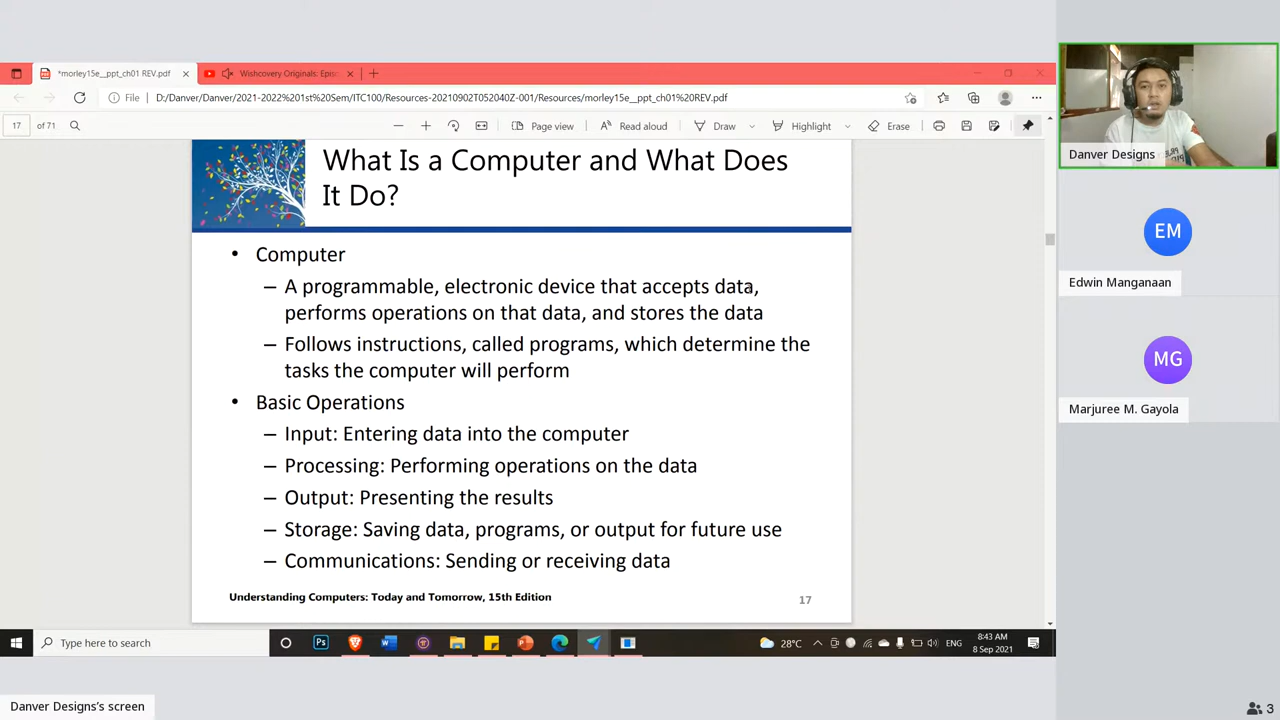 *morley15e__ppt_ch01 REV.pdf
Wishcovery Originals: Epis
File
D:/Danver/Danver/2021-2022%201st%20Sem/ITC100/Resources-20210902T052040Z-001/Resources/morley15e__ppt_ch01%20REV.pdf
17 of 71
Page view
Read aloud
Draw
Highlight
Erase
What Is a Computer and What Does
It Do?
• Computer
– A programmable, electronic device that accepts data,
performs operations on that data, and stores the data
– Follows instructions, called programs, which determine the
tasks the computer will perform
• Basic Operations
– Input: Entering data into the computer
– Processing: Performing operations on the data
– Output: Presenting the results
– Storage: Saving data, programs, or output for future use
– Communications: Sending or receiving data
Understanding Computers: Today and Tomorrow, 15th Edition
17
Type here to search
Ps
28°C
ENG
8:43 AM
8 Sep 2021
Danver Designs
EM
Edwin Manganaan
MG
Marjuree M. Gayola
Danver Designs's screen
3